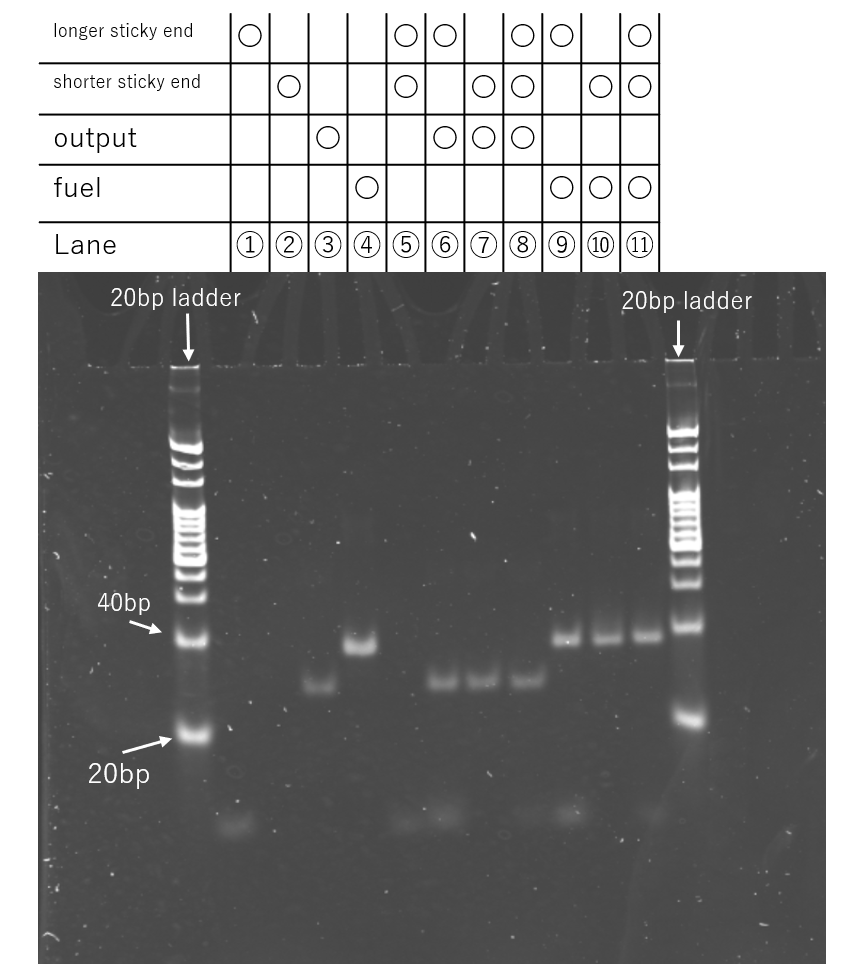 longer sticky end
shorter sticky end
output
fuel
Lane ① ② ③ ④ ⑤ ⑥ ⑦ ⑧ ⑨ ⑩ ⑪
20bp ladder
20bp ladder
40bp
20bp